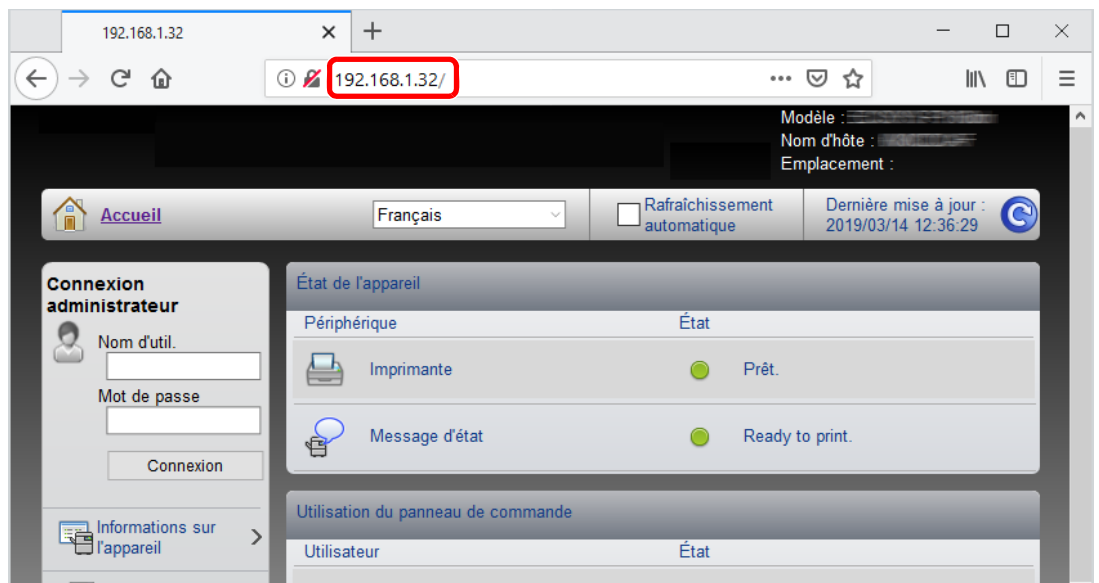 192.168.1.32
192.168.1.32/
Modèle :
Nom d'hôte :
Emplacement :
Accueil
Français
Rafraîchissement
automatique
Dernière mise à jour :
2019/03/14 12:36:29
Connexion
administrateur
Nom d'util.
Mot de passe
Connexion
Informations sur
l'appareil
État de l'appareil
Périphérique État
Imprimante Prêt.
Message d'état Ready to print.
Utilisation du panneau de commande
Utilisateur État